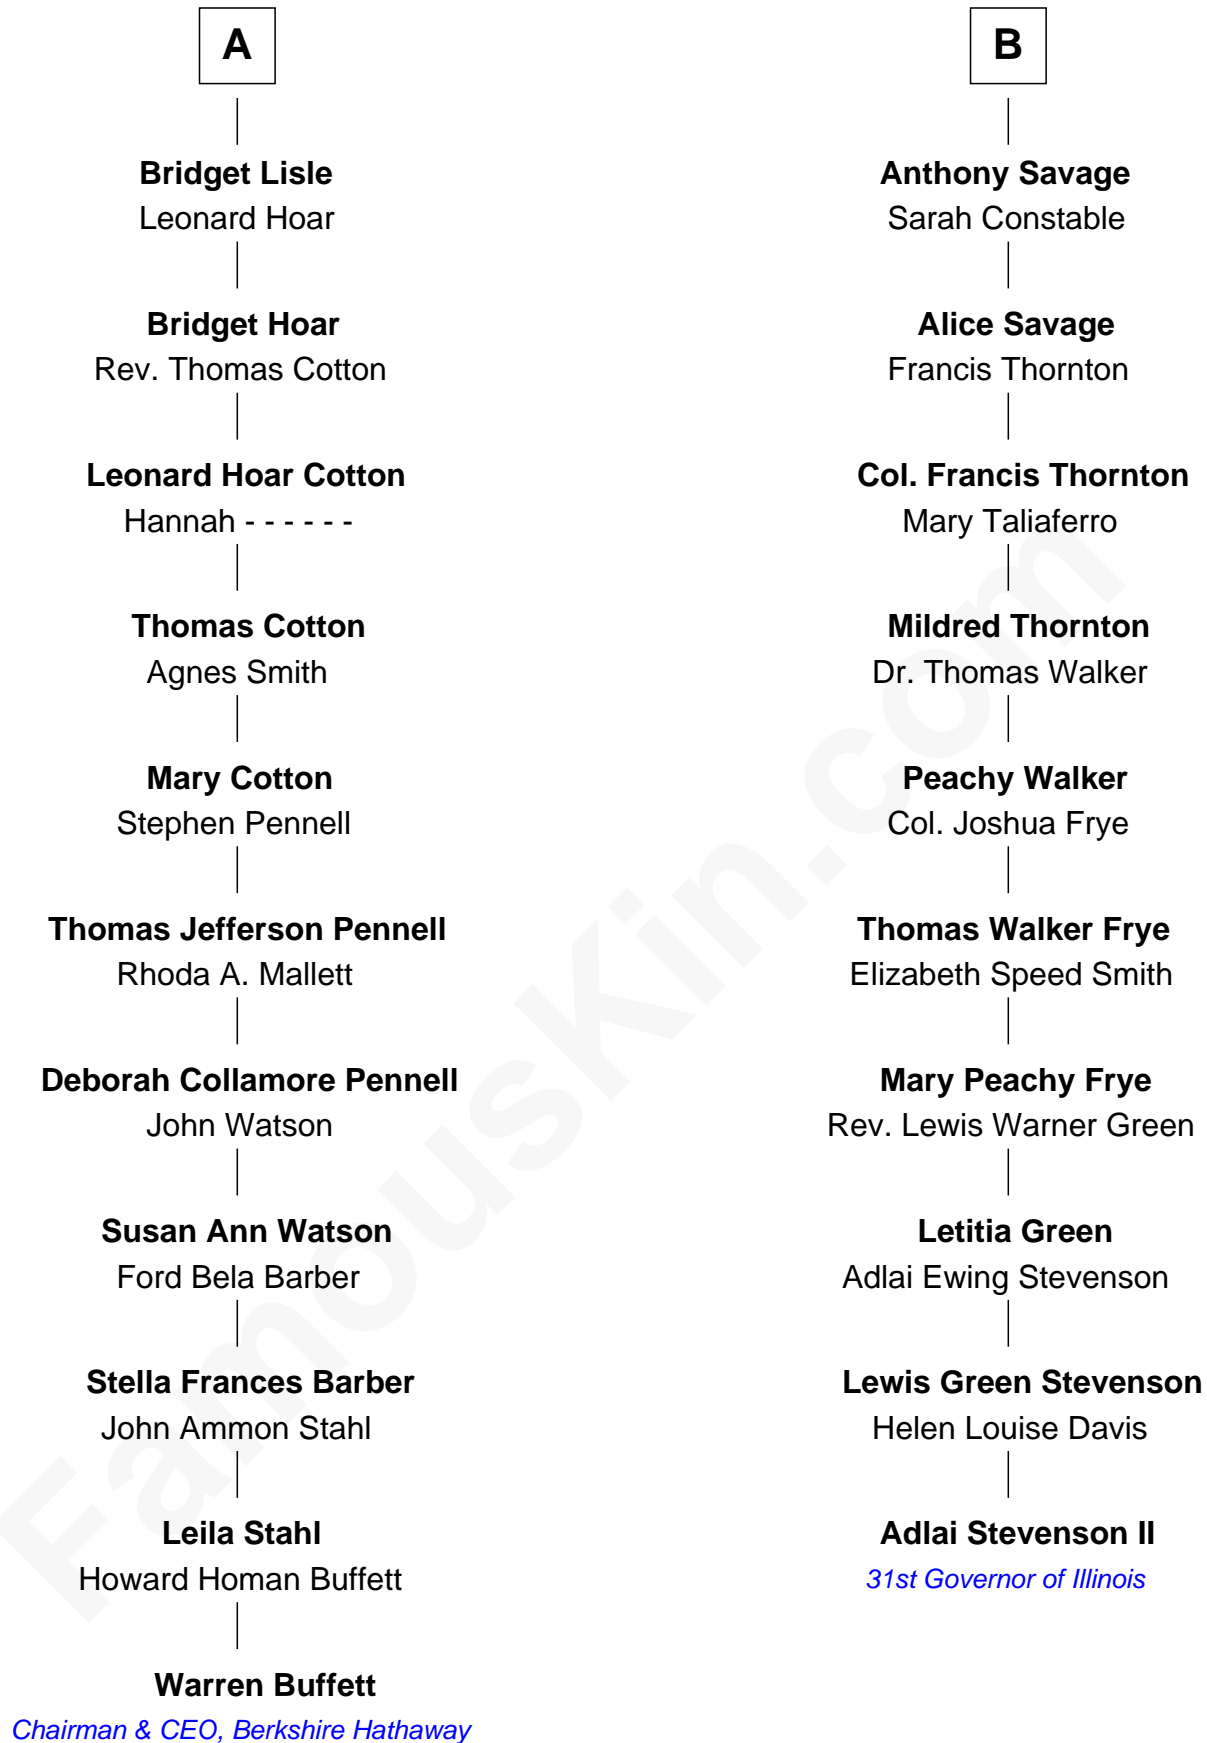 A
Bridget Lisle
Leonard Hoar
Bridget Hoar
Rev. Thomas Cotton
Leonard Hoar Cotton
Hannah - - - - - -
Thomas Cotton
Agnes Smith
Mary Cotton
Stephen Pennell
Thomas Jefferson Pennell
Rhoda A. Mallett
Deborah Collamore Pennell
John Watson
Susan Ann Watson
Ford Bela Barber
Stella Frances Barber
John Ammon Stahl
Leila Stahl
Howard Homan Buffett
Warren Buffett
Chairman & CEO, Berkshire Hathaway
B
Anthony Savage
Sarah Constable
Alice Savage
Francis Thornton
Col. Francis Thornton
Mary Taliaferro
Mildred Thornton
Dr. Thomas Walker
Peachy Walker
Col. Joshua Frye
Thomas Walker Frye
Elizabeth Speed Smith
Mary Peachy Frye
Rev. Lewis Warner Green
Letitia Green
Adlai Ewing Stevenson
Lewis Green Stevenson
Helen Louise Davis
Adlai Stevenson II
31st Governor of Illinois
FamousKin.com